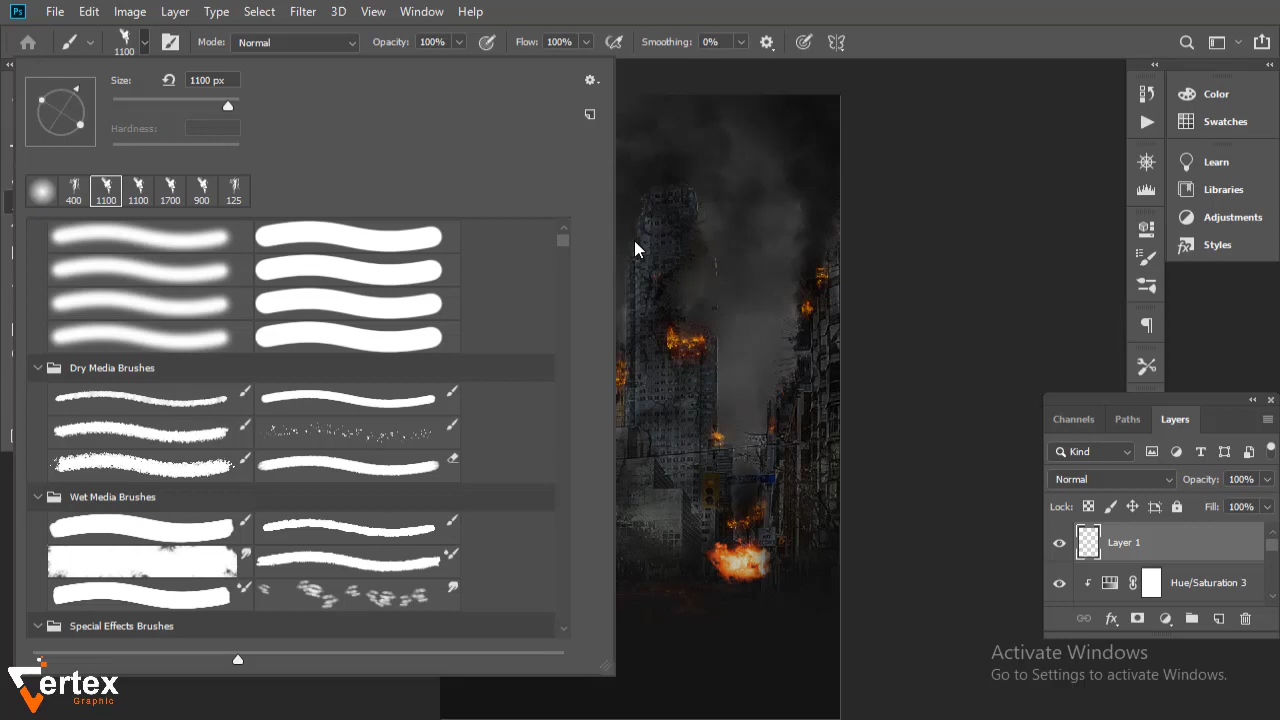 Ps File Edit Image Layer Type Select Filter 3D View Window Help
1100 Mode: Normal Opacity: 100% Flow: 100% Smoothing: 0%
Size: 1100 px
Hardness:
400 1100 1100 1700 900 125
Dry Media Brushes
Wet Media Brushes
Special Effects Brushes
Color
Swatches
Learn
Libraries
Adjustments
Styles
Channels Paths Layers
Kind
Normal Opacity: 100%
Lock: Fill: 100%
Layer 1
Hue/Saturation 3
fx
Activate Windows
Go to Settings to activate Windows.
Vertex
Graphic